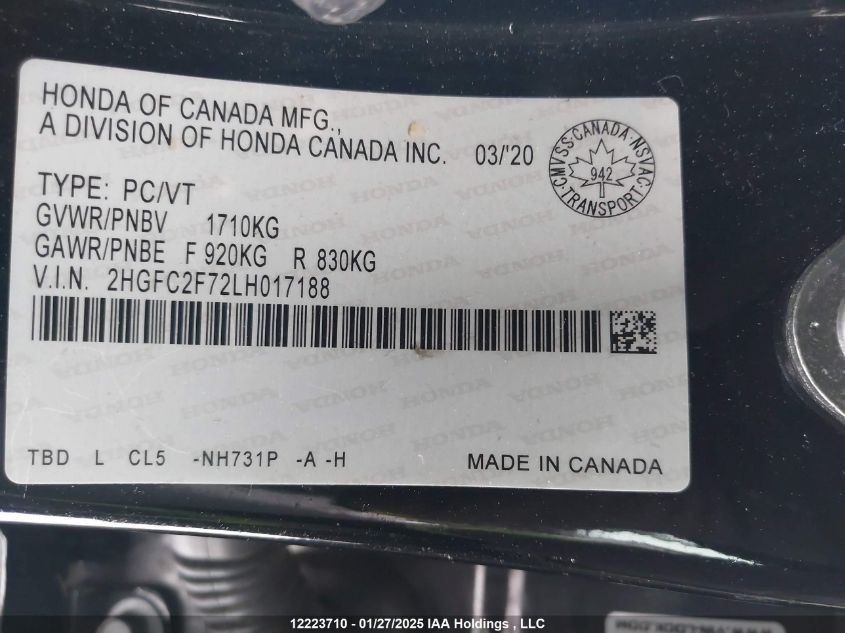 HONDA OF CANADA MFG.,
A DIVISION OF HONDA CANADA INC. 03/'20
CMVSS·CANADA·NSVAC
942
TRANSPORT
TYPE: PC/VT
GVWR/PNBV 1710KG
GAWR/PNBE F 920KG R 830KG
V.I.N. 2HGFC2F72LH017188
TBD L CL5 -NH731P -A -H MADE IN CANADA
12223710 - 01/27/2025 IAA Holdings , LLC